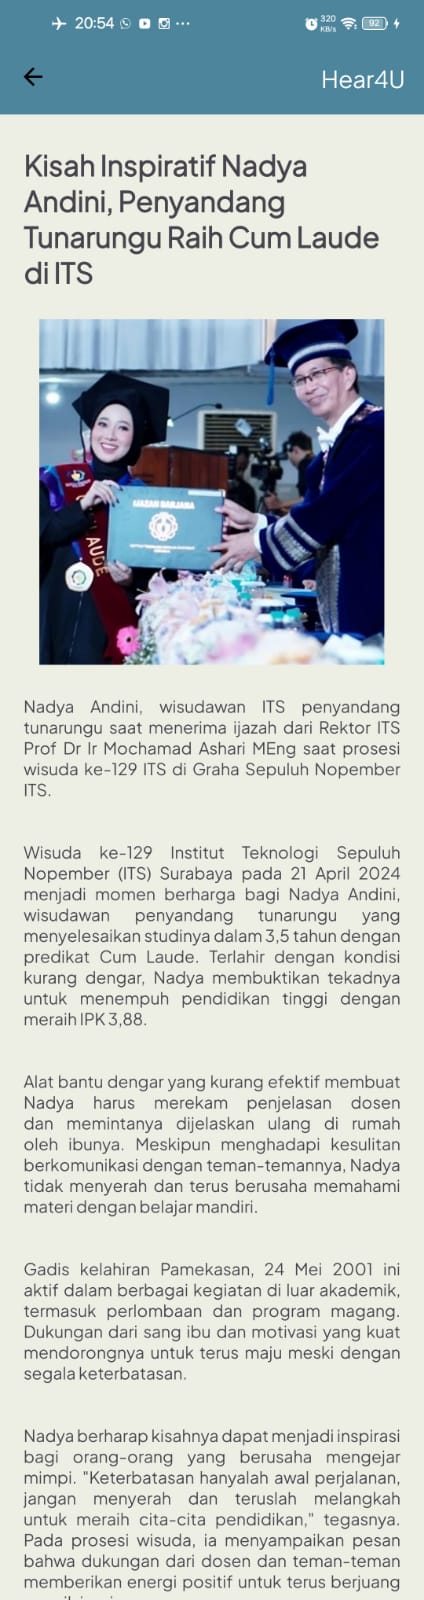 20:54
320
KB/s
92
Hear4U
Kisah Inspiratif Nadya
Andini, Penyandang
Tunarungu Raih Cum Laude
di ITS
IJAZAH SARJANA
LAUDE
Nadya Andini, wisudawan ITS penyandang
tunarungu saat menerima ijazah dari Rektor ITS
Prof Dr Ir Mochamad Ashari MEng saat prosesi
wisuda ke-129 ITS di Graha Sepuluh Nopember
ITS.
Wisuda ke-129 Institut Teknologi Sepuluh
Nopember (ITS) Surabaya pada 21 April 2024
menjadi momen berharga bagi Nadya Andini,
wisudawan penyandang tunarungu yang
menyelesaikan studinya dalam 3,5 tahun dengan
predikat Cum Laude. Terlahir dengan kondisi
kurang dengar, Nadya membuktikan tekadnya
untuk menempuh pendidikan tinggi dengan
meraih IPK 3,88.
Alat bantu dengar yang kurang efektif membuat
Nadya harus merekam penjelasan dosen
dan memintanya dijelaskan ulang di rumah
oleh ibunya. Meskipun menghadapi kesulitan
berkomunikasi dengan teman-temannya, Nadya
tidak menyerah dan terus berusaha memahami
materi dengan belajar mandiri.
Gadis kelahiran Pamekasan, 24 Mei 2001 ini
aktif dalam berbagai kegiatan di luar akademik,
termasuk perlombaan dan program magang.
Dukungan dari sang ibu dan motivasi yang kuat
mendorongnya untuk terus maju meski dengan
segala keterbatasan.
Nadya berharap kisahnya dapat menjadi inspirasi
bagi orang-orang yang berusaha mengejar
mimpi. "Keterbatasan hanyalah awal perjalanan,
jangan menyerah dan teruslah melangkah
untuk meraih cita-cita pendidikan," tegasnya.
Pada prosesi wisuda, ia menyampaikan pesan
bahwa dukungan dari dosen dan teman-teman
memberikan energi positif untuk terus berjuang